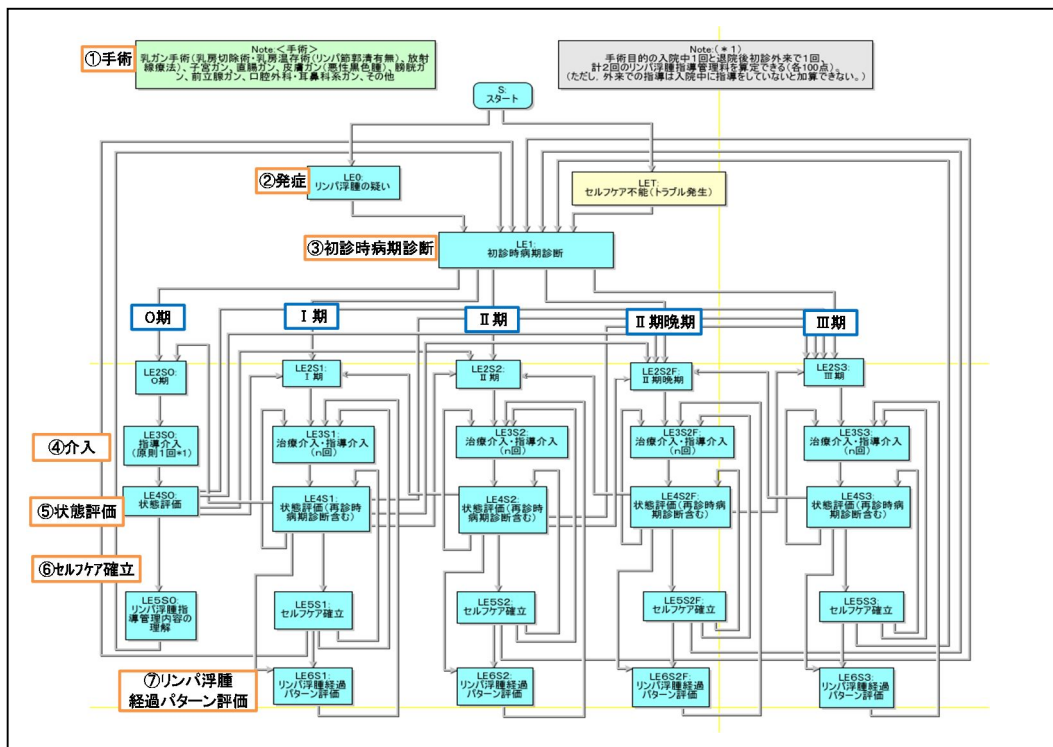 ①手術
Note:<手術>
乳ガン手術(乳房切除術・乳房温存術(リンパ節郭清有無)、放射
線療法)、子宮ガン、直腸ガン、皮膚ガン(悪性黒色腫)、膀胱ガ
ン、前立腺ガン、口腔外科・耳鼻科系ガン、その他
Note:(*1)
手術目的の入院中1回と退院後初診外来で1回、
計2回のリンパ浮腫指導管理料を算定できる(各100点)。
(ただし、外来での指導は入院中に指導をしていないと加算できない。)
S:
スタート
②発症
LE0:
リンパ浮腫の疑い
LET:
セルフケア不能(トラブル発生)
③初診時病期診断
LE1:
初診時病期診断
0期
Ⅰ期
Ⅱ期
Ⅱ期晩期
Ⅲ期
LE2S0:
0期
LE2S1:
Ⅰ期
LE2S2:
Ⅱ期
LE2S2F:
Ⅱ期晩期
LE2S3:
Ⅲ期
④介入
LE3S0:
指導介入
(原則1回*1)
LE3S1:
治療介入・指導介入
(n回)
LE3S2:
治療介入・指導介入
(n回)
LE3S2F:
治療介入・指導介入
(n回)
LE3S3:
治療介入・指導介入
(n回)
⑤状態評価
LE4S0:
状態評価
LE4S1:
状態評価(再診時
病期診断含む)
LE4S2:
状態評価(再診時
病期診断含む)
LE4S2F:
状態評価(再診時
病期診断含む)
LE4S3:
状態評価(再診時病
期診断含む)
⑥セルフケア確立
LE5S0:
リンパ浮腫指
導管理内容の
理解
LE5S1:
セルフケア確立
LE5S2:
セルフケア確立
LE5S2F:
セルフケア確立
LE5S3:
セルフケア確立
⑦リンパ浮腫
経過パターン評価
LE6S1:
リンパ浮腫経過
パターン評価
LE6S2:
リンパ浮腫経過
パターン評価
LE6S2F:
リンパ浮腫経過
パターン評価
LE6S3:
リンパ浮腫経過
パターン評価